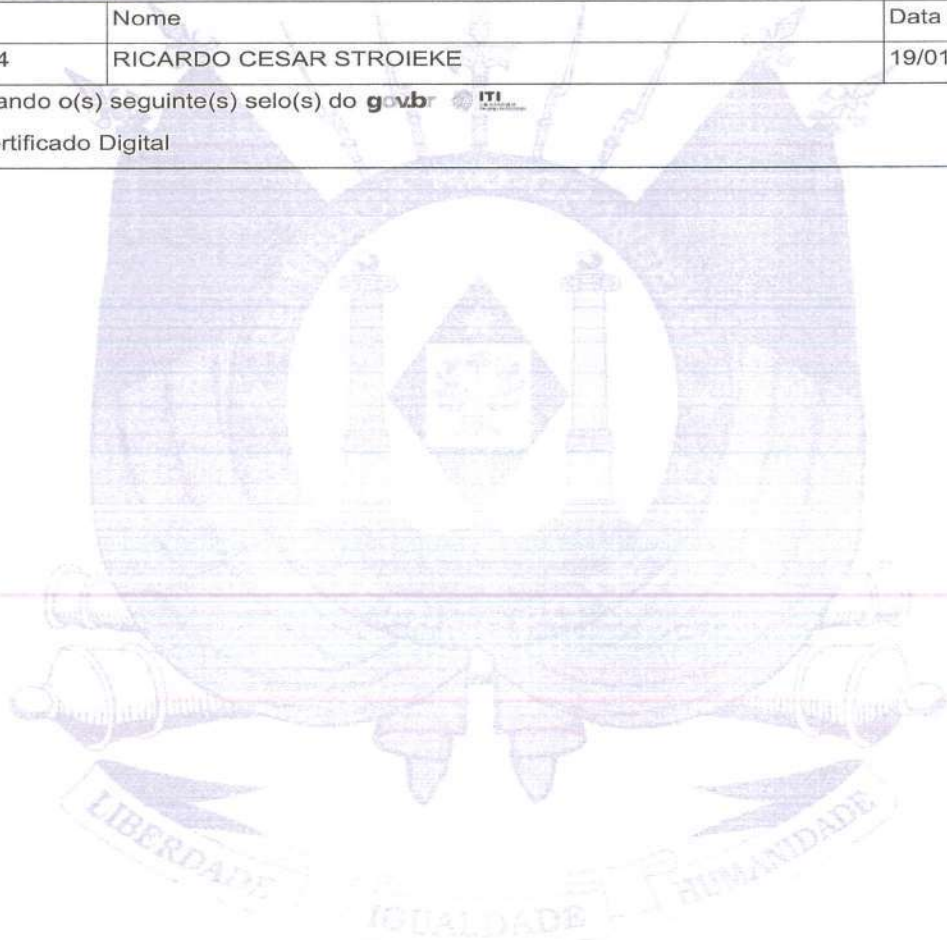 Nome Data
4 RICARDO CESAR STROIEKE 19/01
ando o(s) seguinte(s) selo(s) do gov.br ITI
rtificado Digital
LIBERDADE
IGUALDADE
HUMANIDADE